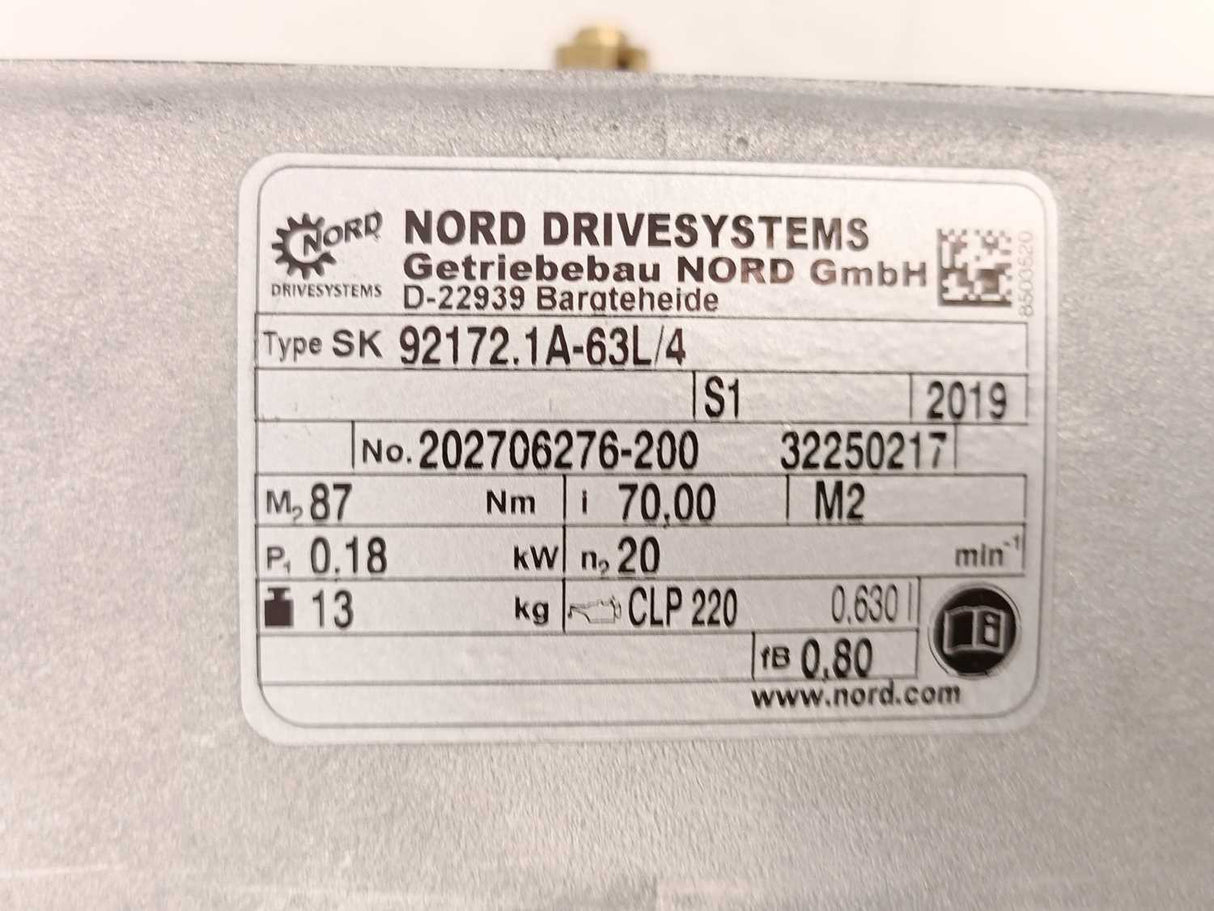 NORD
DRIVESYSTEMS
NORD DRIVESYSTEMS
Getriebebau NORD GmbH
D-22939 Bargteheide
8500520
Type SK 92172.1A-63L/4
S1 2019
No. 202706276-200 32250217
M₂ 87 Nm i 70,00 M2
P₁ 0.18 kW n₂ 20 min⁻¹
13 kg CLP 220 0.630 l
fB 0,80
www.nord.com